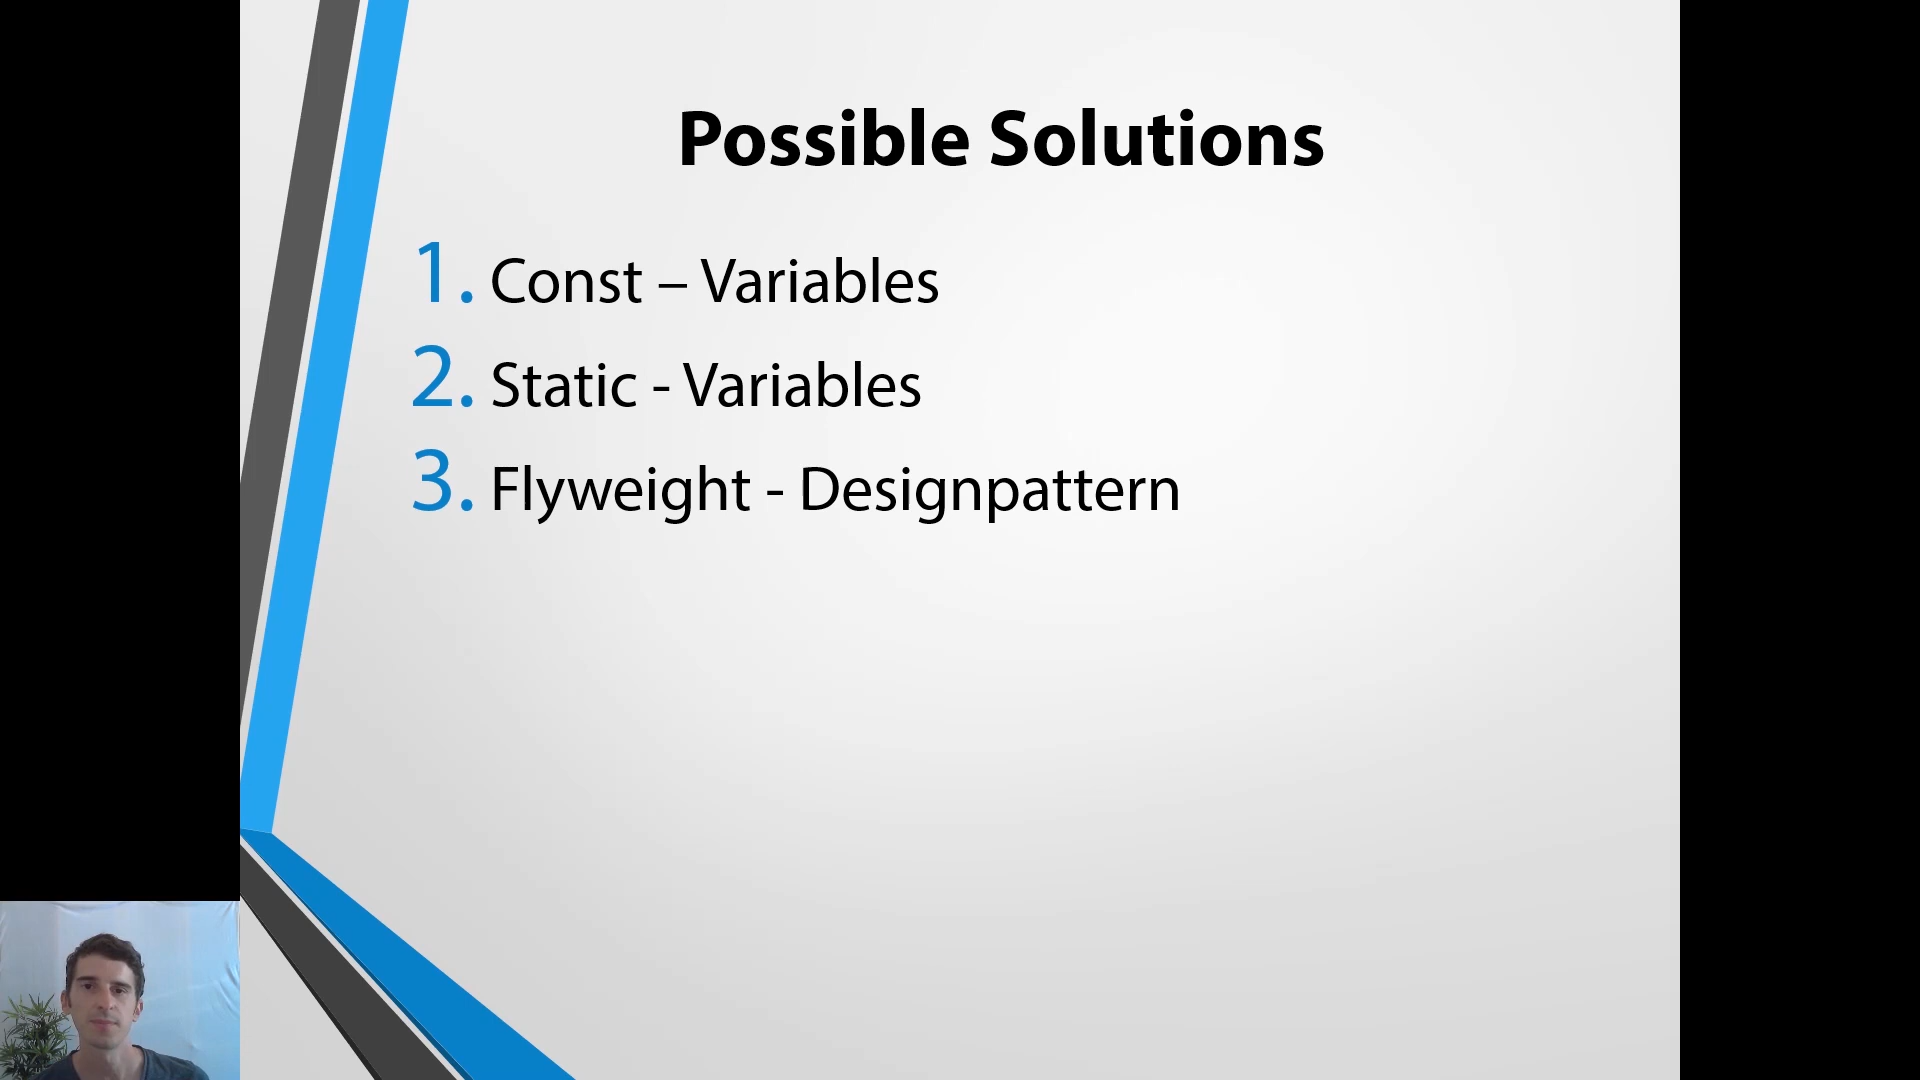 Possible Solutions
1. Const – Variables
2. Static - Variables
3. Flyweight - Designpattern